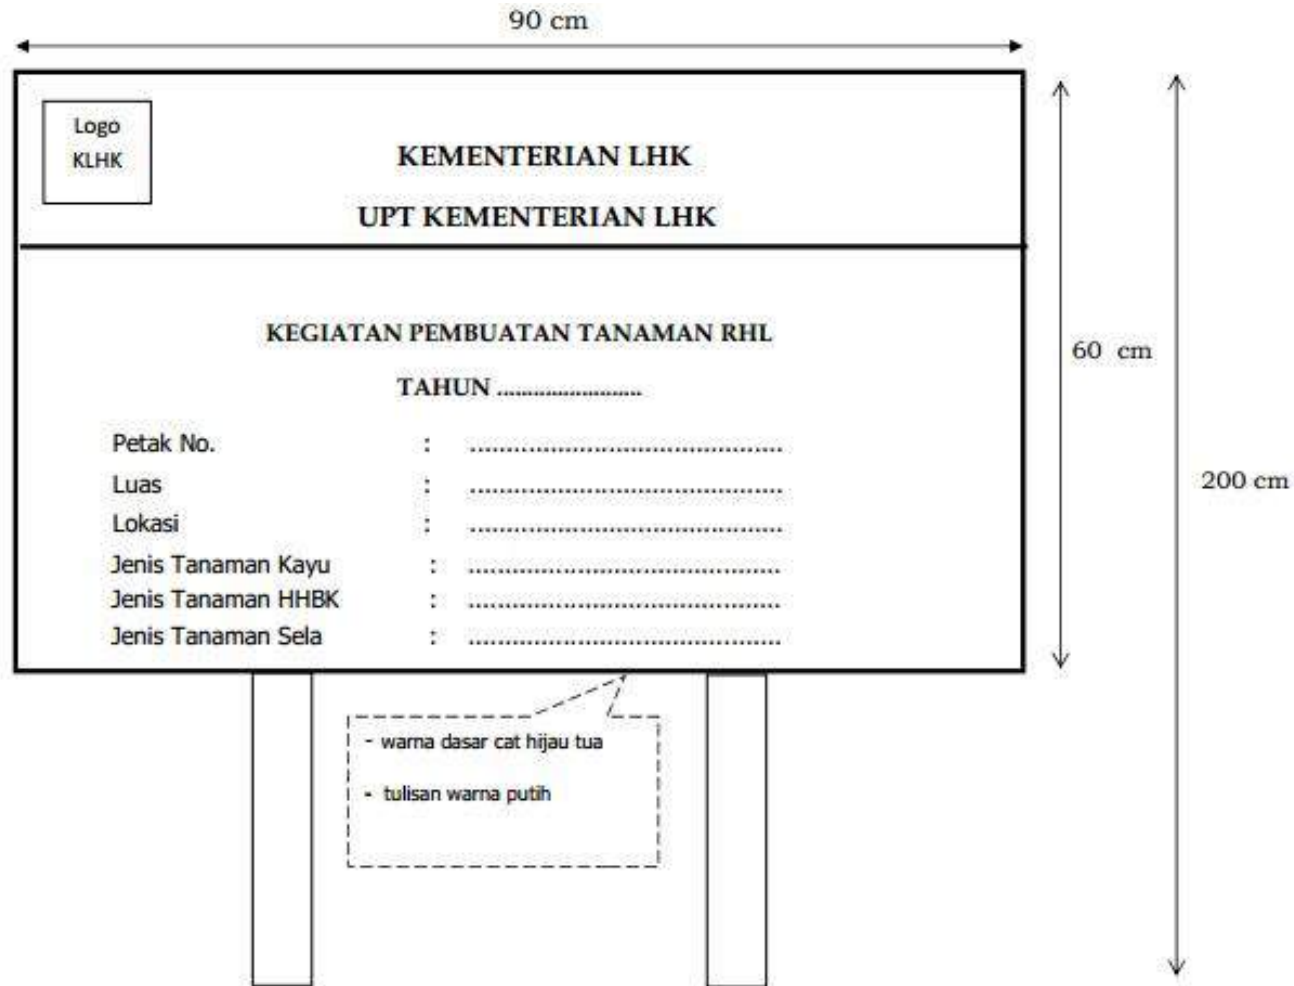 90 cm
Logo
KLHK
KEMENTERIAN LHK
UPT KEMENTERIAN LHK
KEGIATAN PEMBUATAN TANAMAN RHL
TAHUN ........................
60 cm
Petak No. : ..........................................
Luas : ..........................................
200 cm
Lokasi : ..........................................
Jenis Tanaman Kayu : ..........................................
Jenis Tanaman HHBK : ..........................................
Jenis Tanaman Sela : ..........................................
- warna dasar cat hijau tua
- tulisan warna putih